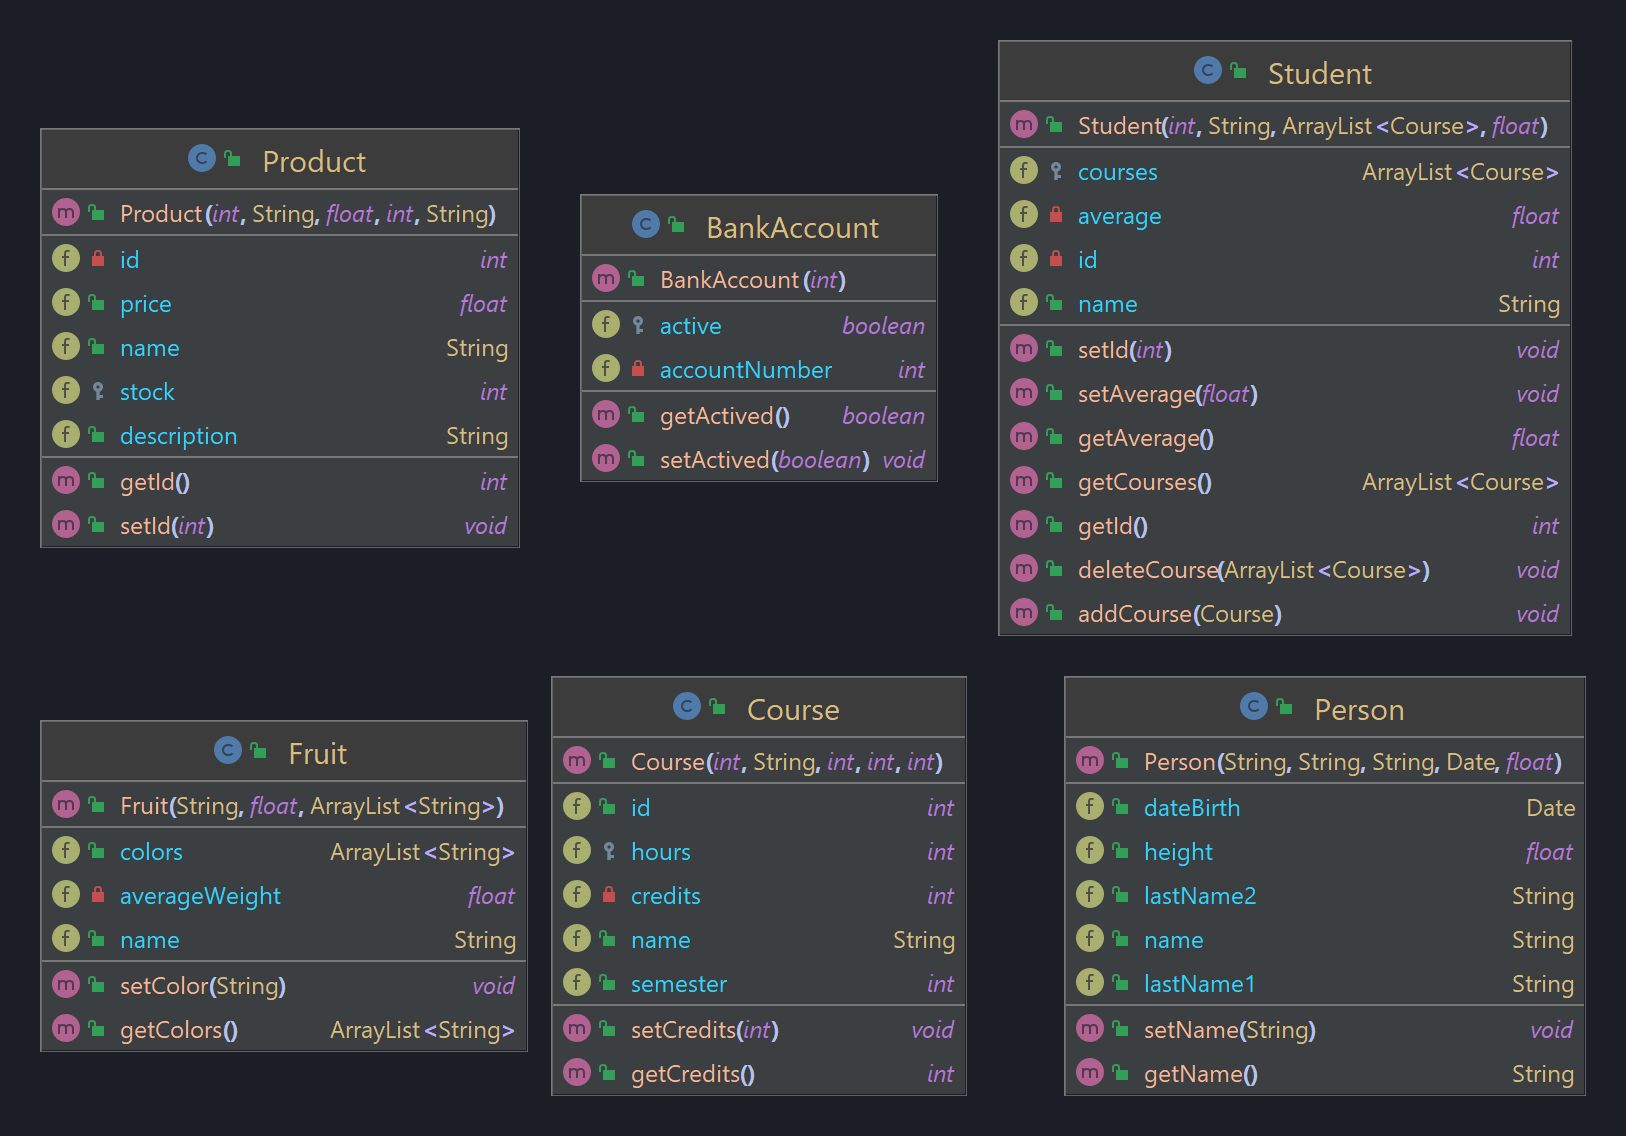 Product
Product(int, String, float, int, String)
id int
price float
name String
stock int
description String
getId() int
setId(int) void
BankAccount
BankAccount(int)
active boolean
accountNumber int
getActived() boolean
setActived(boolean) void
Student
Student(int, String, ArrayList<Course>, float)
courses ArrayList<Course>
average float
id int
name String
setId(int) void
setAverage(float) void
getAverage() float
getCourses() ArrayList<Course>
getId() int
deleteCourse(ArrayList<Course>) void
addCourse(Course) void
Fruit
Fruit(String, float, ArrayList<String>)
colors ArrayList<String>
averageWeight float
name String
setColor(String) void
getColors() ArrayList<String>
Course
Course(int, String, int, int, int)
id int
hours int
credits int
name String
semester int
setCredits(int) void
getCredits() int
Person
Person(String, String, String, Date, float)
dateBirth Date
height float
lastName2 String
name String
lastName1 String
setName(String) void
getName() String